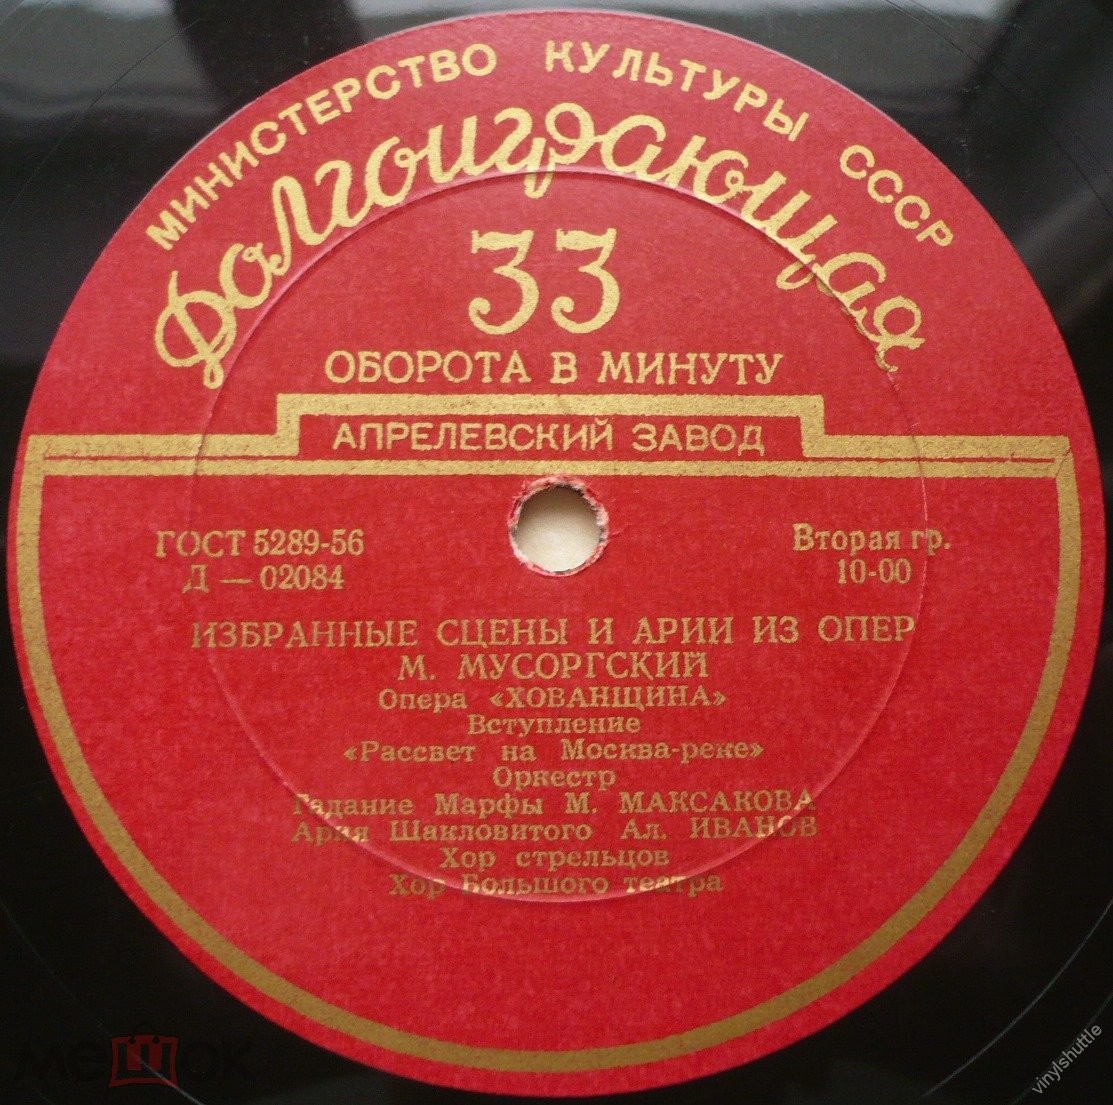 МИНИСТЕРСТВО КУЛЬТУРЫ СССР
Долгоиграющая
33
ОБОРОТА В МИНУТУ
АПРЕЛЕВСКИЙ ЗАВОД
ГОСТ 5289-56
Д — 02084
Вторая гр.
10-00
ИЗБРАННЫЕ СЦЕНЫ И АРИИ ИЗ ОПЕР
М. МУСОРГСКИЙ
Опера «ХОВАНЩИНА»
Вступление
«Рассвет на Москва-реке»
Оркестр
Гадание Марфы М. МАКСАКОВА
Ария Шакловитого Ал. ИВАНОВ
Хор стрельцов
Хор Большого театра
мешок
vinylshuttle